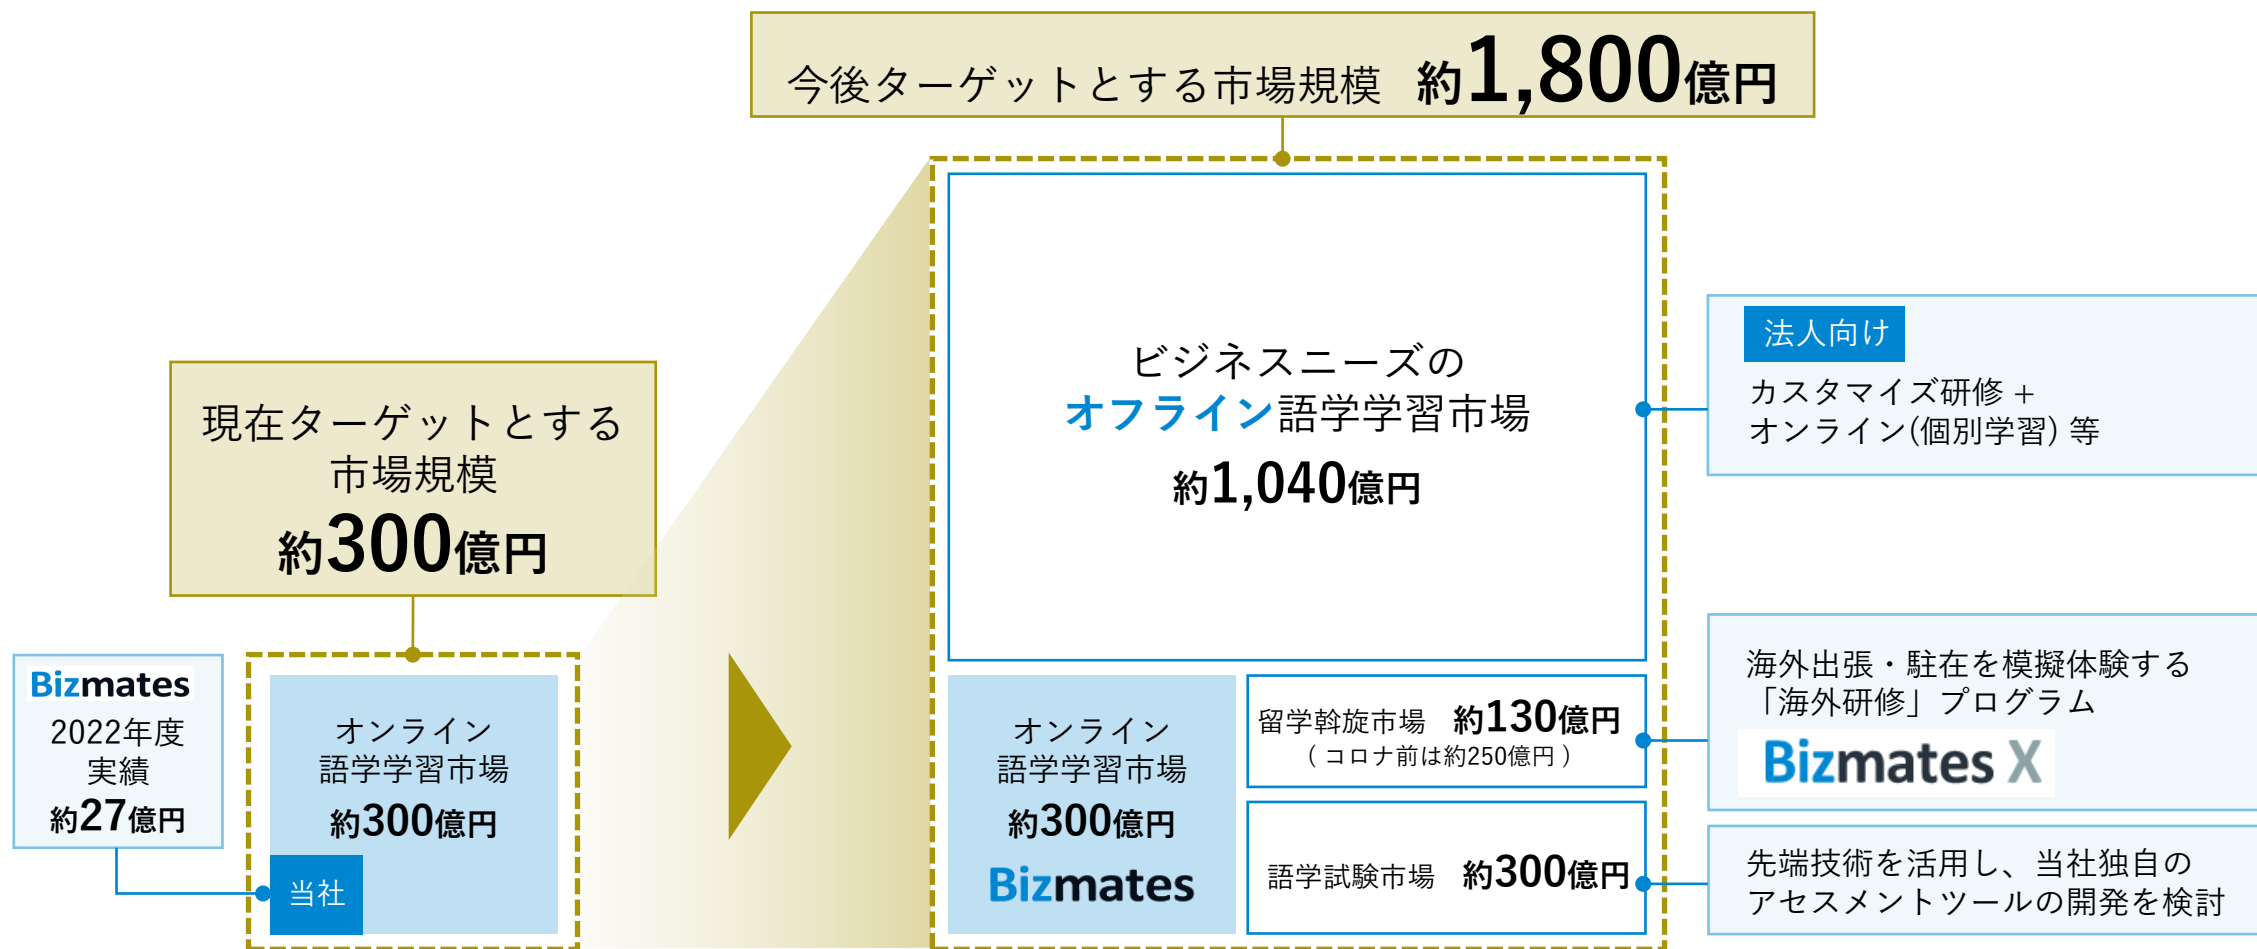 今後ターゲットとする市場規模 約1,800億円
現在ターゲットとする
市場規模
約300億円
Bizmates
2022年度
実績
約27億円
オンライン
語学学習市場
約300億円
当社
ビジネスニーズの
オフライン語学学習市場
約1,040億円
オンライン
語学学習市場
約300億円
Bizmates
留学斡旋市場 約130億円
( コロナ前は約250億円 )
語学試験市場 約300億円
法人向け
カスタマイズ研修 +
オンライン(個別学習) 等
海外出張・駐在を模擬体験する
「海外研修」プログラム
Bizmates X
先端技術を活用し、当社独自の
アセスメントツールの開発を検討